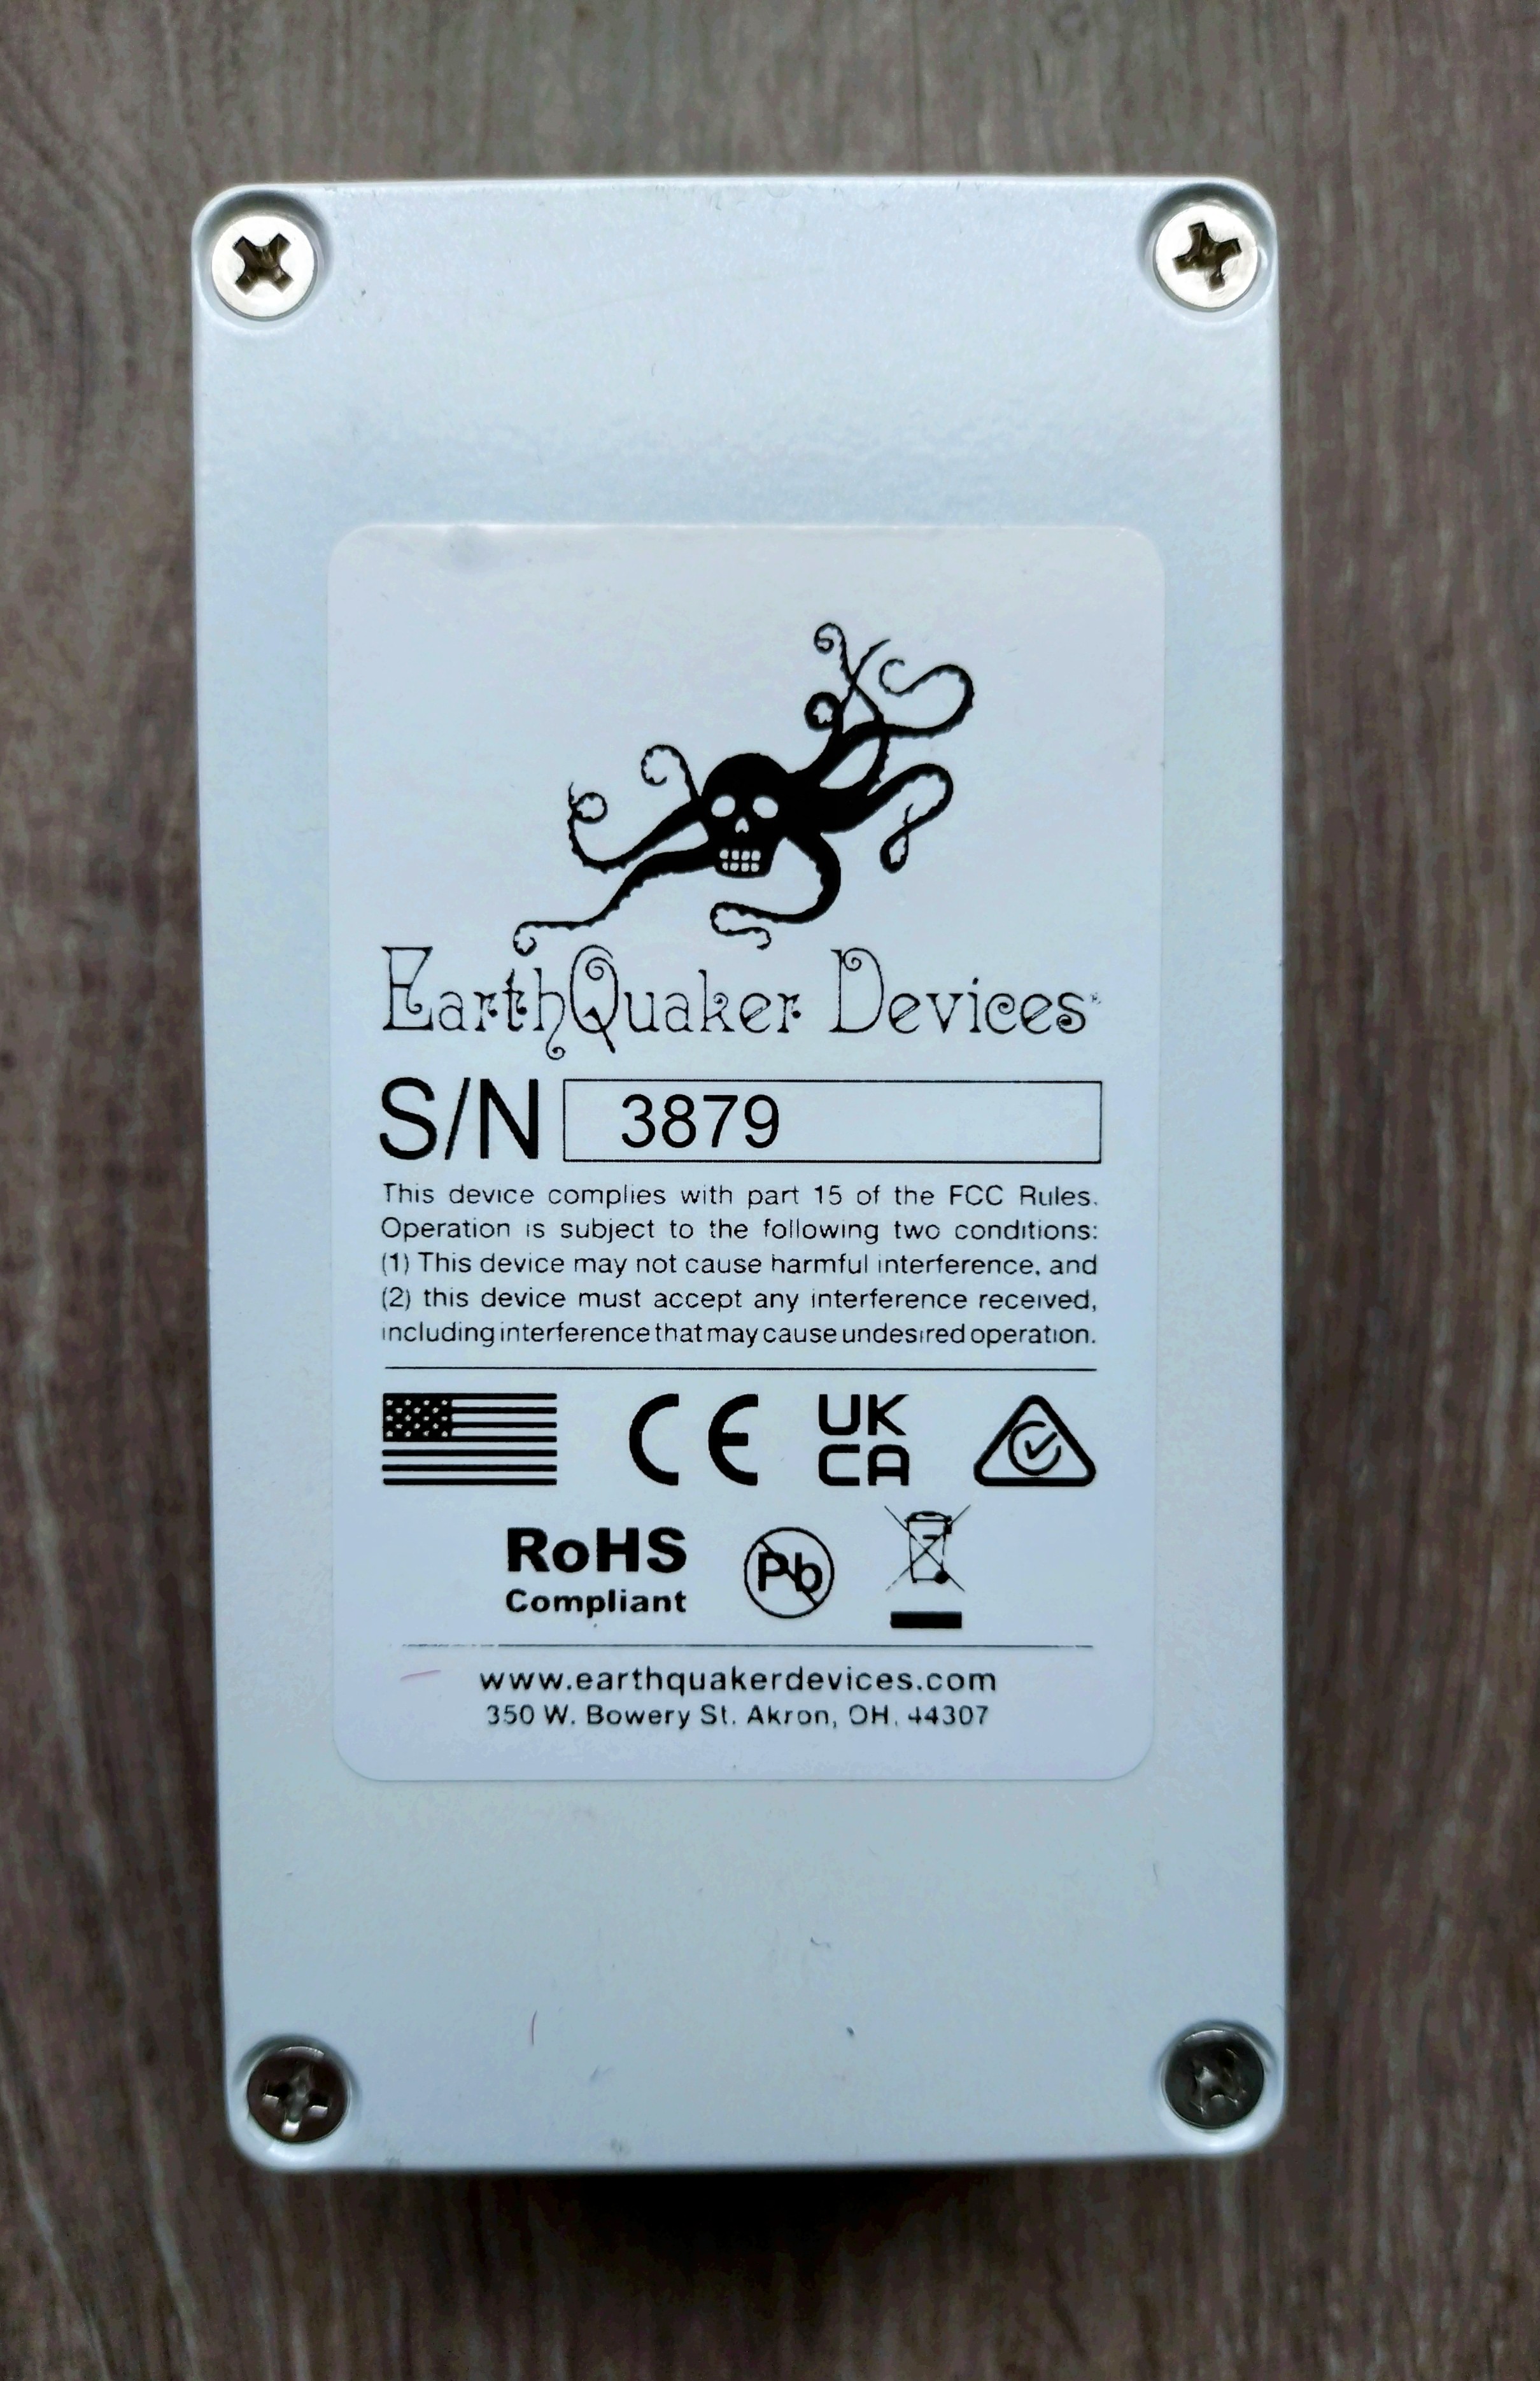 EarthQuaker Devices
S/N 3879
This device complies with part 15 of the FCC Rules.
Operation is subject to the following two conditions:
(1) This device may not cause harmful interference, and
(2) this device must accept any interference received,
including interference that may cause undesired operation.
CE UK CA
RoHS
Compliant
Pb
www.earthquakerdevices.com
350 W. Bowery St. Akron, OH, 44307